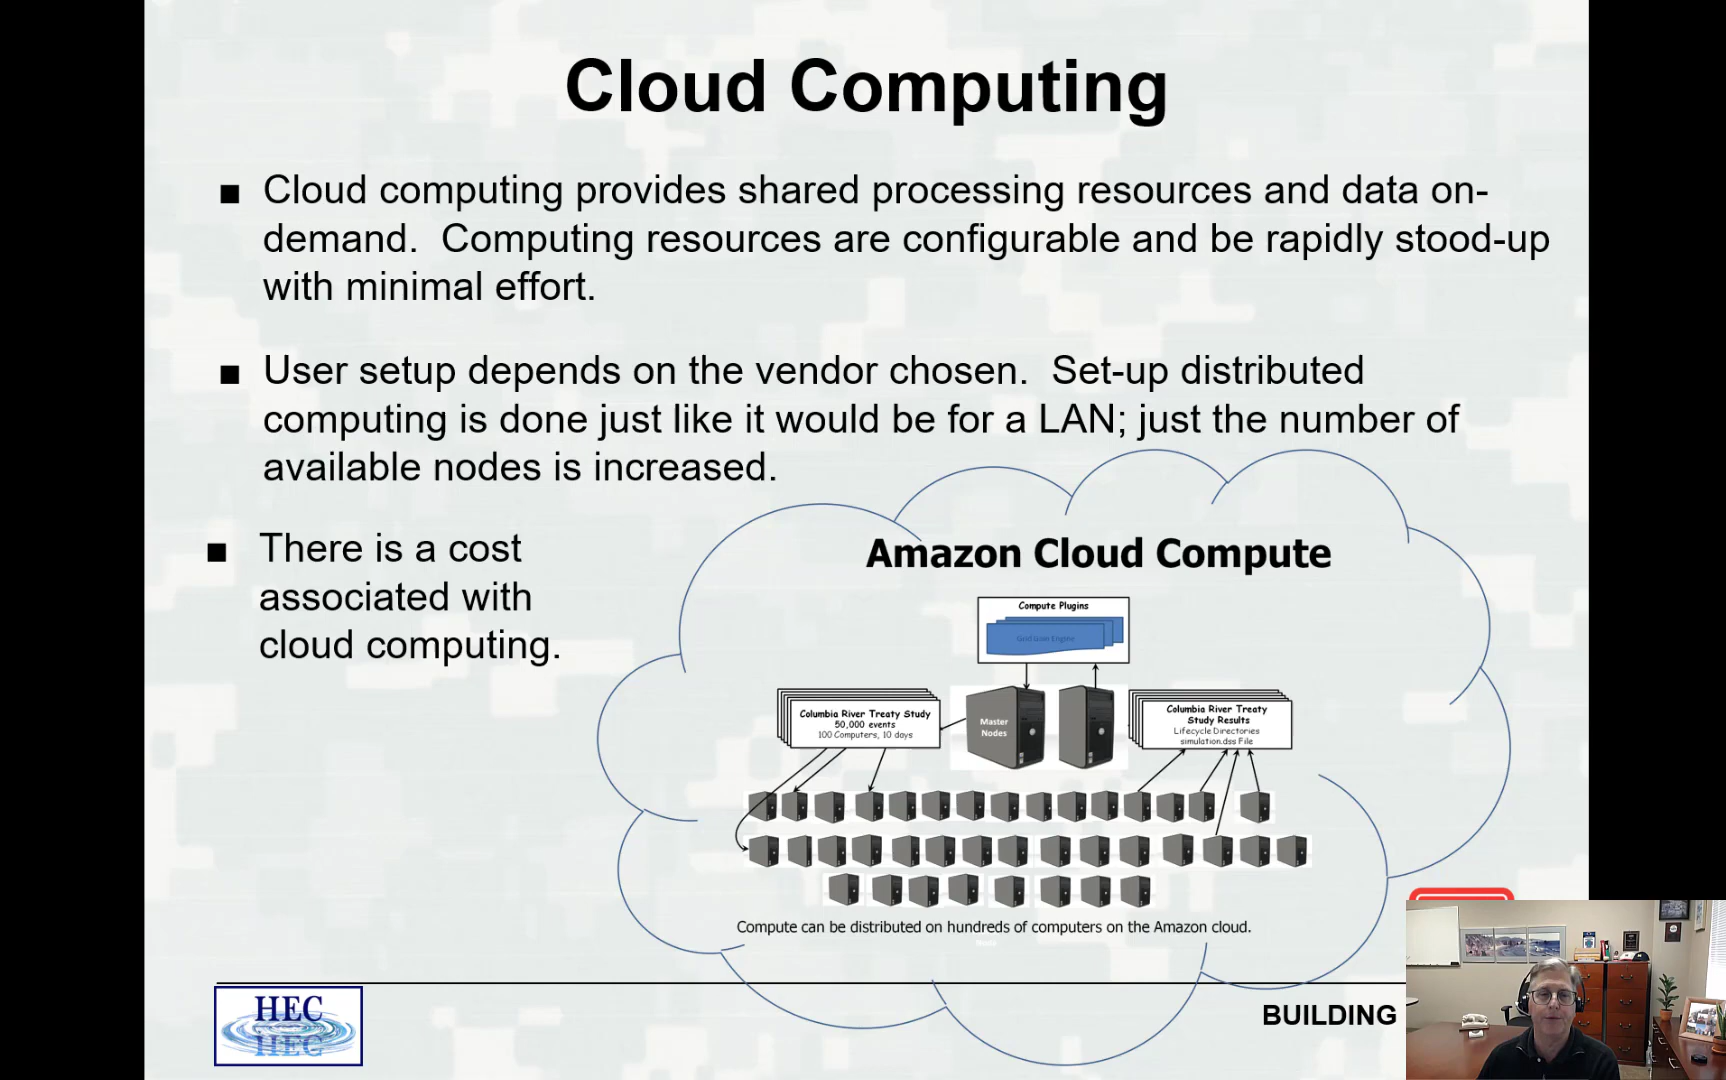 Cloud Computing
■ Cloud computing provides shared processing resources and data on-
demand.  Computing resources are configurable and be rapidly stood-up
with minimal effort.
■ User setup depends on the vendor chosen.  Set-up distributed
computing is done just like it would be for a LAN; just the number of
available nodes is increased.
■ There is a cost
associated with
cloud computing.
Amazon Cloud Compute
Compute Plugins
Grid Gain Engine
Columbia River Treaty Study
50,000 events
100 Computers, 10 days
Master
Nodes
Columbia River Treaty
Study Results
Lifecycle Directories
simulation.dss File
Compute can be distributed on hundreds of computers on the Amazon cloud.
HEC
BUILDING